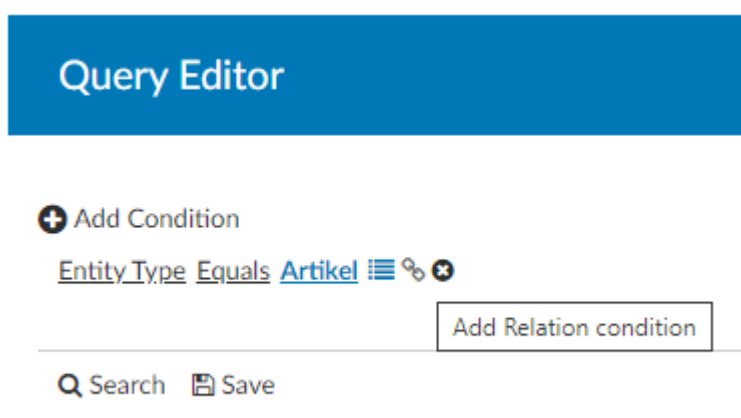 Query Editor
Add Condition
Entity Type Equals Artikel
Add Relation condition
Search Save